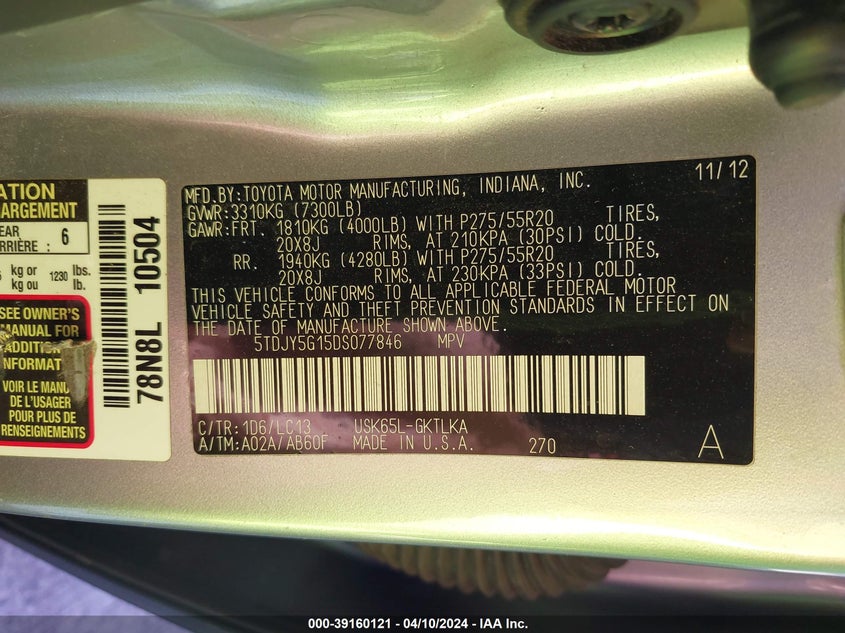 ATION
ARGEMENT
EAR
RRIÈRE : 6
kg or 1230 lbs.
kg ou lb.
SEE OWNER'S
MANUAL FOR
ADDITION
NFORMAT
VOIR LE MANU
DE L'USAGER
POUR PLUS DE
RENSEIGNEMENTS
78N8L 10504
MFD.BY:TOYOTA MOTOR MANUFACTURING, INDIANA, INC. 11/12
GVWR:3310KG (7300LB)
GAWR:FRT. 1810KG (4000LB) WITH P275/55R20 TIRES,
20X8J RIMS, AT 210KPA (30PSI) COLD.
RR. 1940KG (4280LB) WITH P275/55R20 TIRES,
20X8J RIMS, AT 230KPA (33PSI) COLD.
THIS VEHICLE CONFORMS TO ALL APPLICABLE FEDERAL MOTOR
VEHICLE SAFETY AND THEFT PREVENTION STANDARDS IN EFFECT ON
THE DATE OF MANUFACTURE SHOWN ABOVE.
5TDJY5G15DS077846 MPV
C/TR:1D6/LC13 USK65L-GKTLKA
A/TM:A02A/AB60F MADE IN U.S.A. 270 A
000-39160121 - 04/10/2024 - IAA Inc.